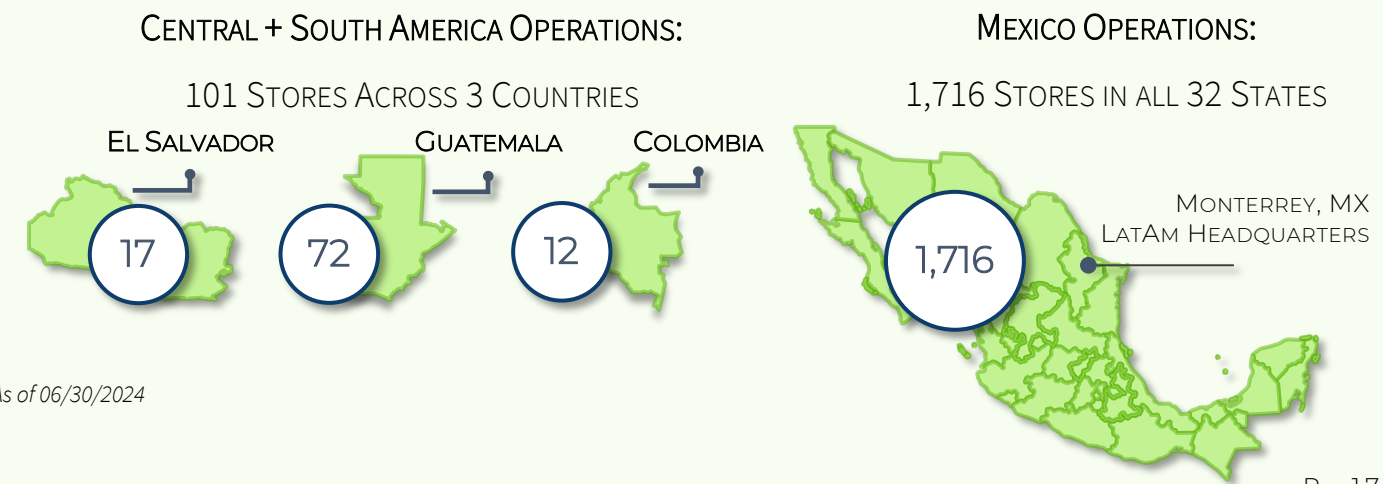 CENTRAL + SOUTH AMERICA OPERATIONS:
101 STORES ACROSS 3 COUNTRIES
EL SALVADOR
GUATEMALA
COLOMBIA
17
72
12
As of 06/30/2024
MEXICO OPERATIONS:
1,716 STORES IN ALL 32 STATES
MONTERREY, MX
LATAM HEADQUARTERS
1,716